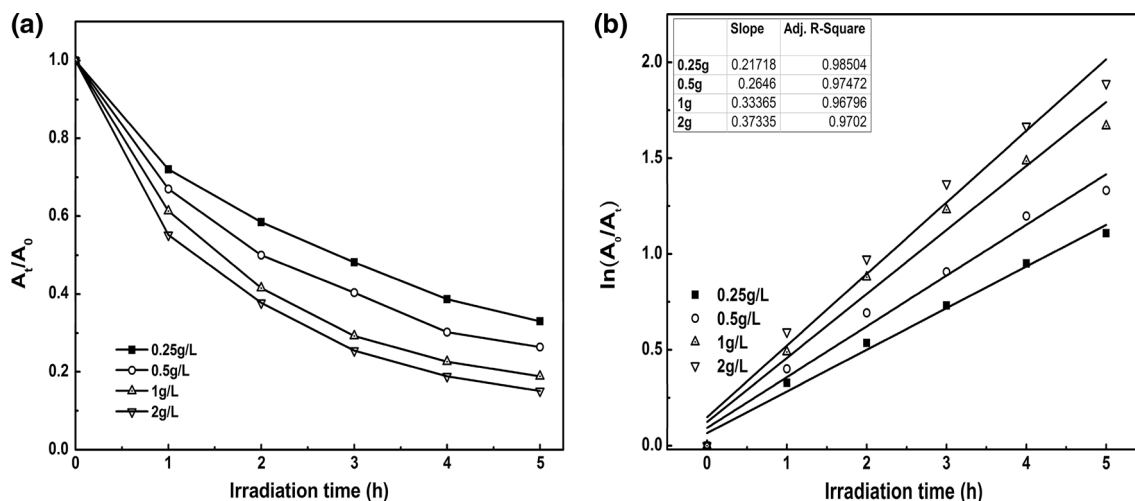 (a)
1.0
0.8
0.6
0.4
0.2
0.0
At/A0
0.25g/L
0.5g/L
1g/L
2g/L
0 1 2 3 4 5
Irradiation time (h)
(b)
Slope Adj. R-Square
0.25g 0.21718 0.98504
0.5g 0.2646 0.97472
1g 0.33365 0.96796
2g 0.37335 0.9702
2.0
1.5
1.0
0.5
0.0
ln(A0/At)
0.25g/L
0.5g/L
1g/L
2g/L
0 1 2 3 4 5
Irradiation time (h)